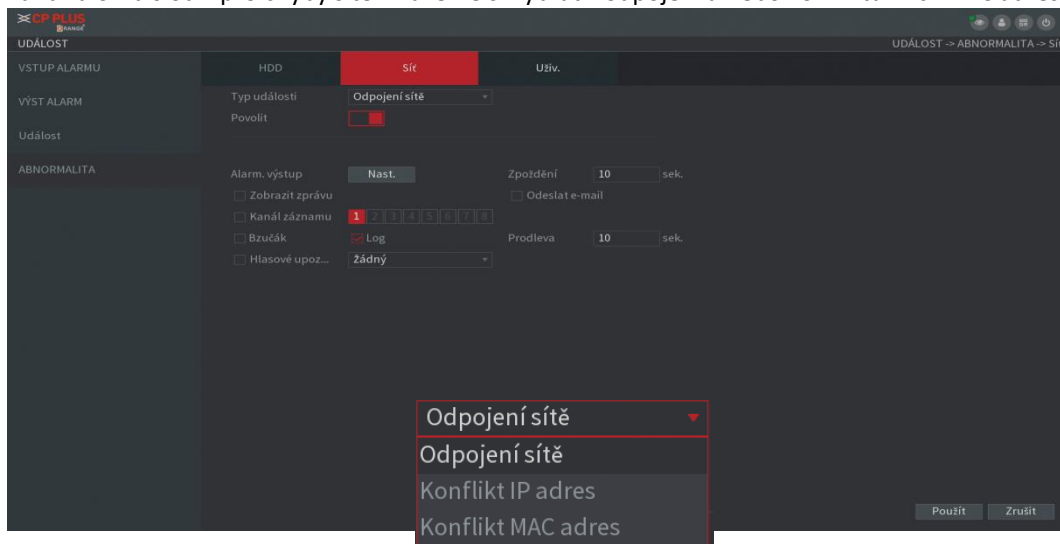 CP PLUS
ORANGE
UDÁLOST
UDÁLOST -> ABNORMALITA -> Síť
VSTUP ALARMU
HDD
Síť
Užív.
VÝST ALARM
Typ události
Odpojení sítě
Povolit
Událost
ABNORMALITA
Alarm. výstup
Nast.
Zpoždění
10
sek.
Zobrazit zprávu
Odeslat e-mail
Kanál záznamu
1 2 3 4 5 6 7 8
Bzučák
Log
Prodleva
10
sek.
Hlasové upoz...
Žádný
Odpojení sítě
Odpojení sítě
Konflikt IP adres
Konflikt MAC adres
Použít
Zrušit